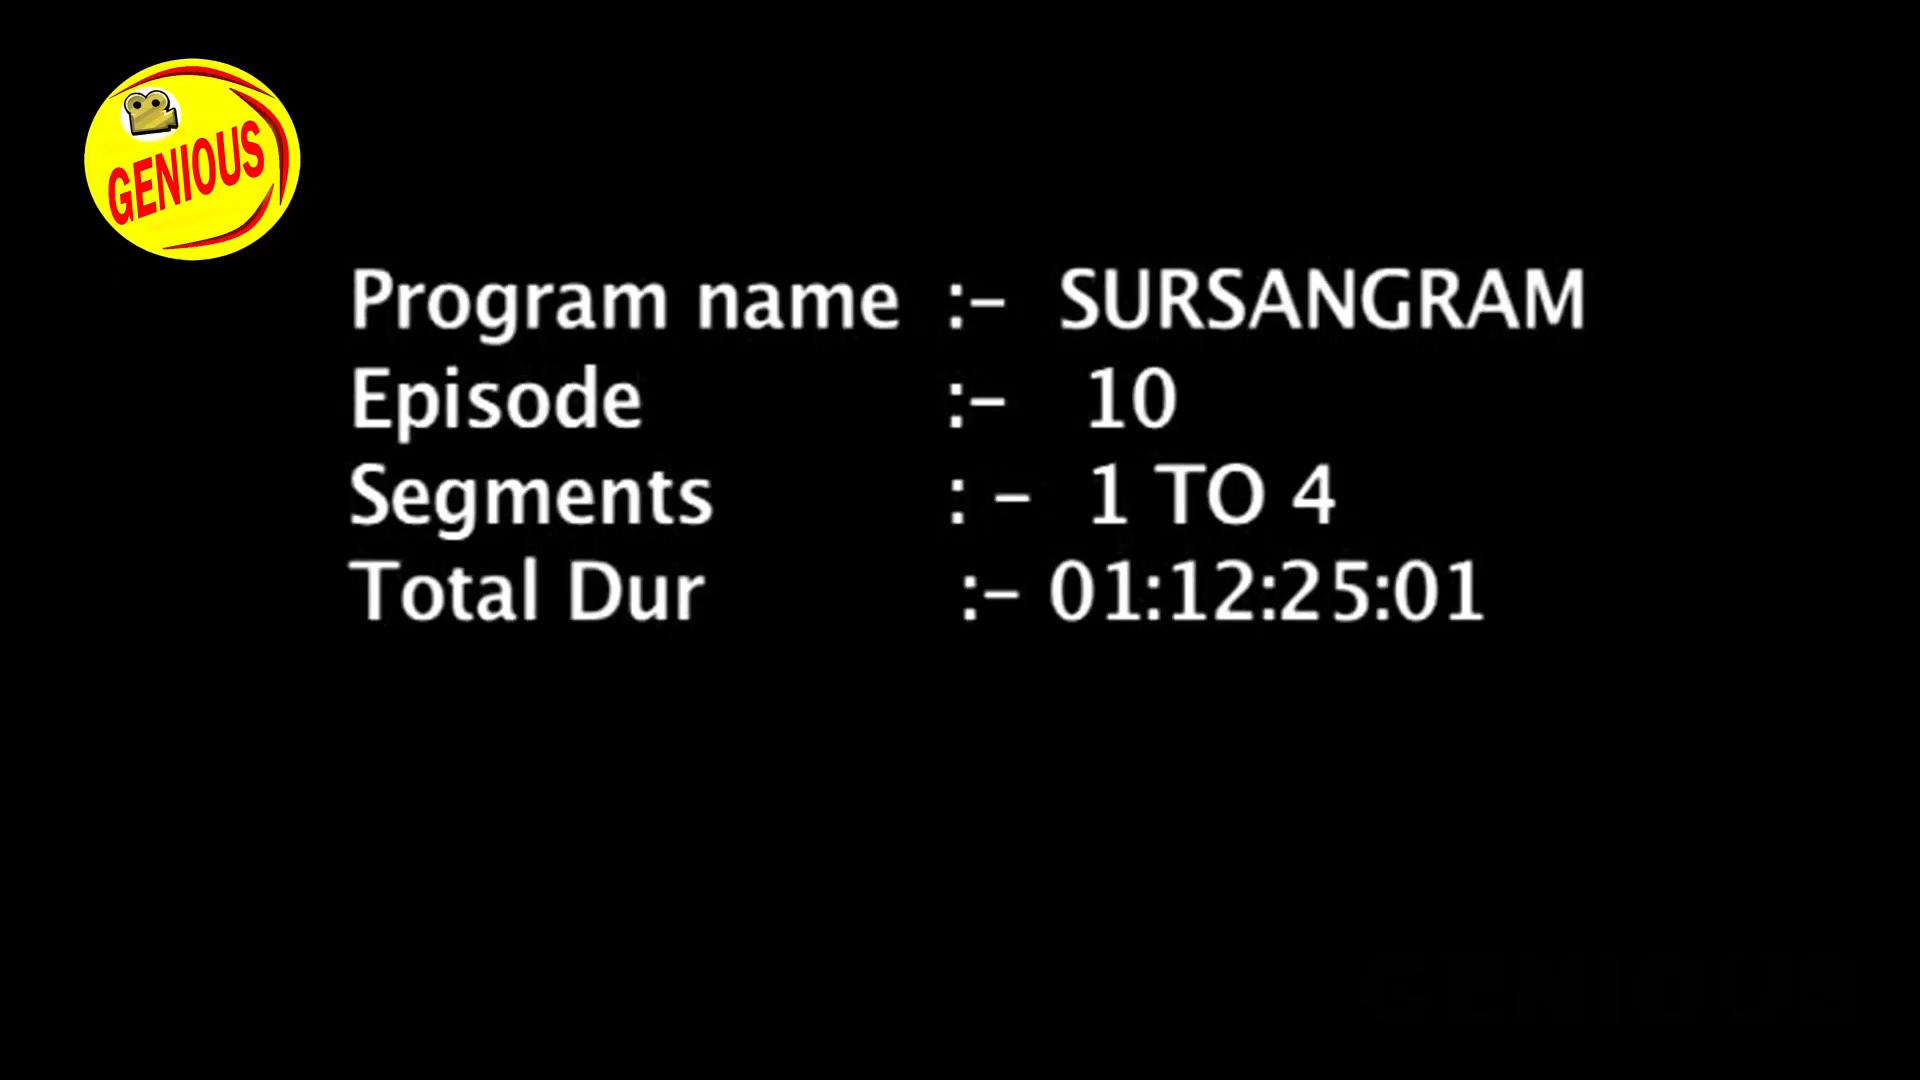 GENIOUS
Program name :- SURSANGRAM
Episode :- 10
Segments : - 1 TO 4
Total Dur :- 01:12:25:01